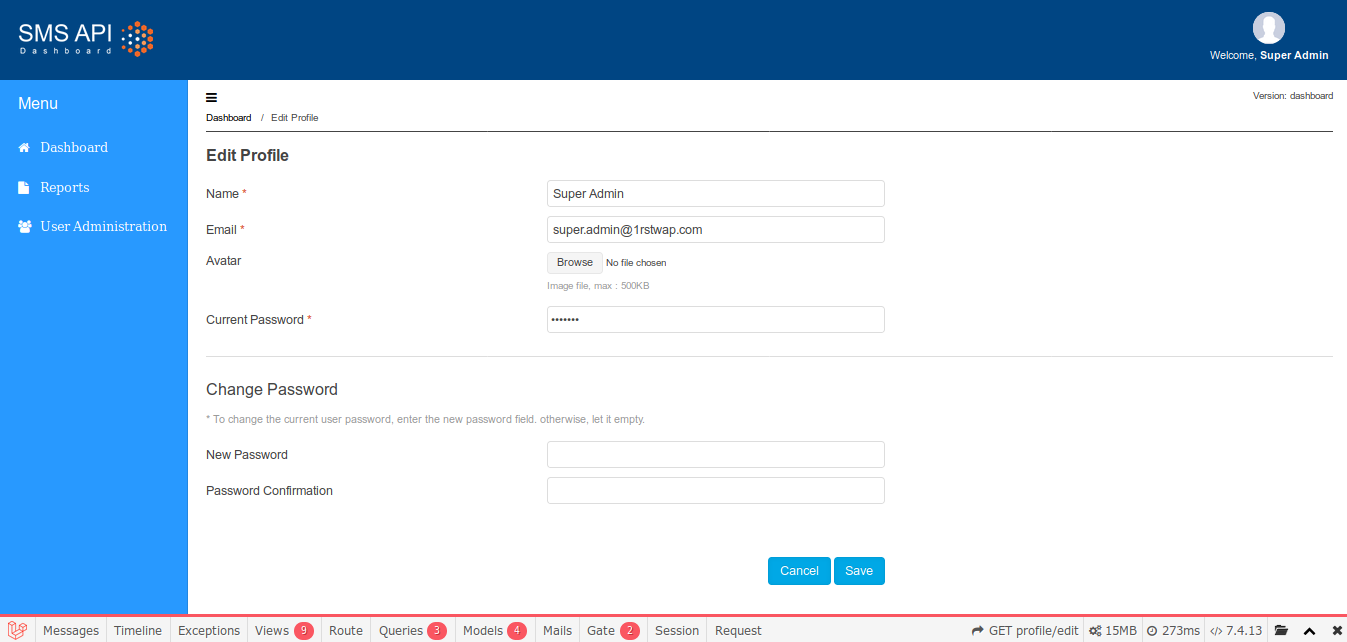 SMS API
Dashboard
Welcome, Super Admin
Menu
Dashboard
Reports
User Administration
Version: dashboard
Dashboard / Edit Profile
Edit Profile
Name *
Super Admin
Email *
super.admin@1rstwap.com
Avatar
Browse No file chosen
Image file, max : 500KB
Current Password *
•••••••
Change Password
* To change the current user password, enter the new password field. otherwise, let it empty.
New Password
Password Confirmation
Cancel Save
Messages Timeline Exceptions Views 9 Route Queries 3 Models 4 Mails Gate 2 Session Request GET profile/edit 15MB 273ms 7.4.13